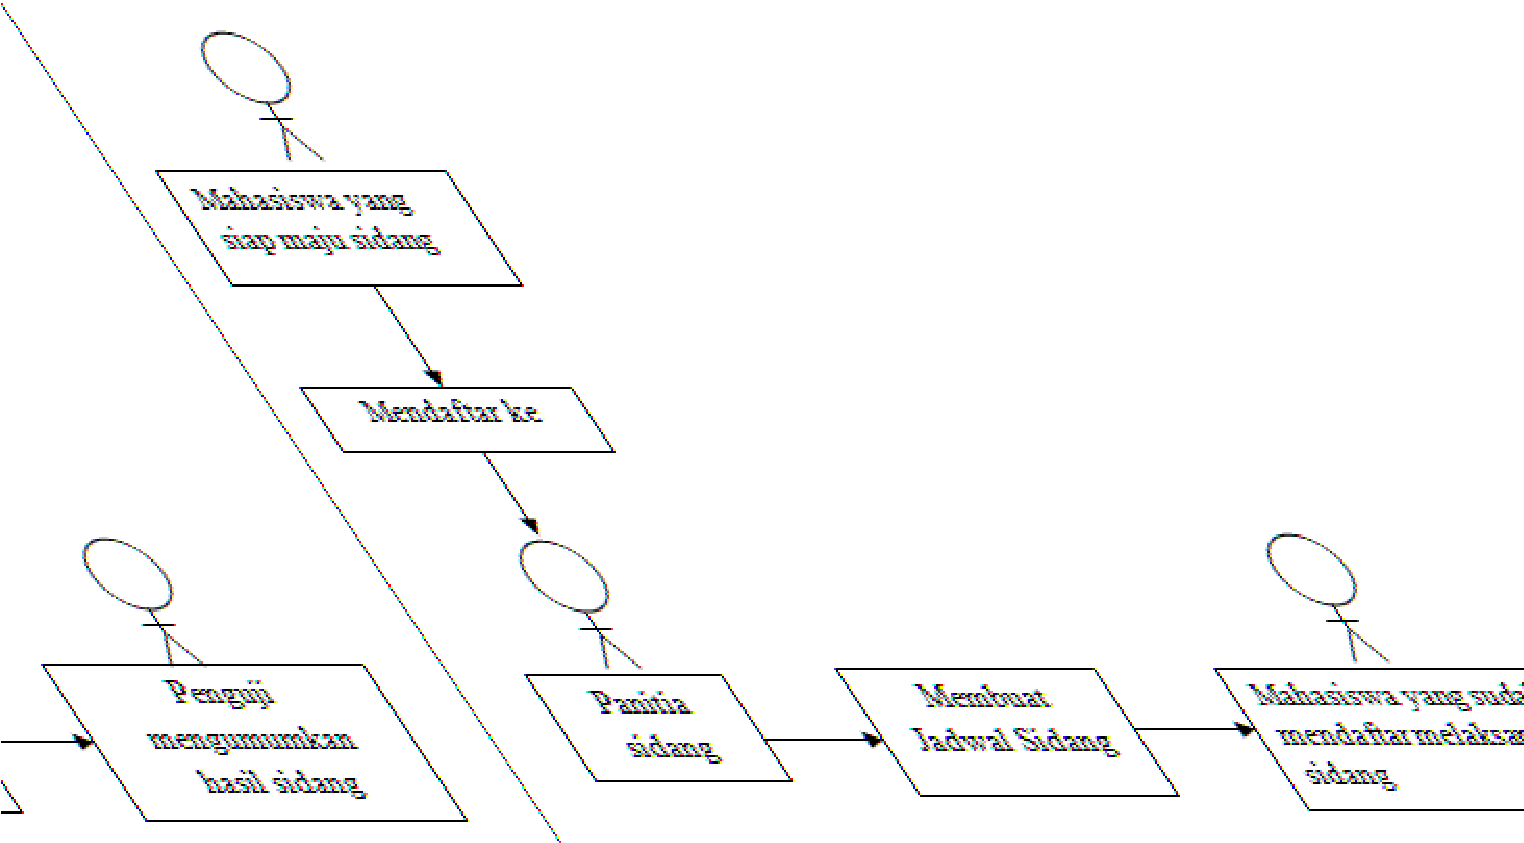 Mahasiswa yang
siap maju sidang
Mendaftar ke
Penguji
mengumumkan
hasil sidang
Panitia
sidang
Membuat
Jadwal Sidang
Mahasiswa yang
mendaftar
sidang